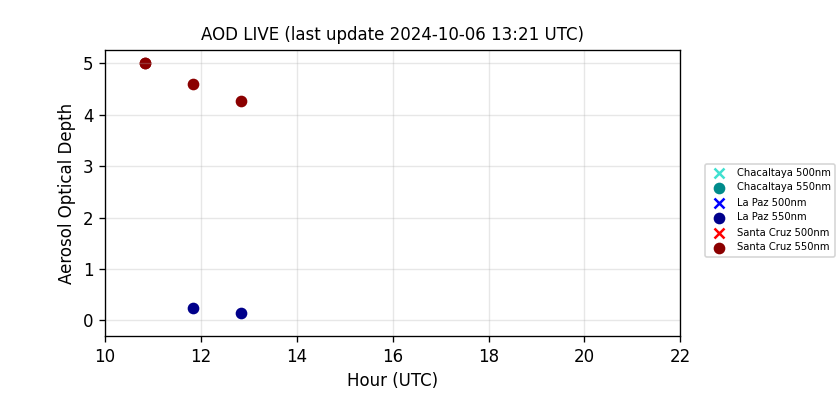 AOD LIVE (last update 2024-10-06 13:21 UTC)
Aerosol Optical Depth
5
4
3
2
1
0
10 12 14 16 18 20 22
Hour (UTC)
Chacaltaya 500nm
Chacaltaya 550nm
La Paz 500nm
La Paz 550nm
Santa Cruz 500nm
Santa Cruz 550nm